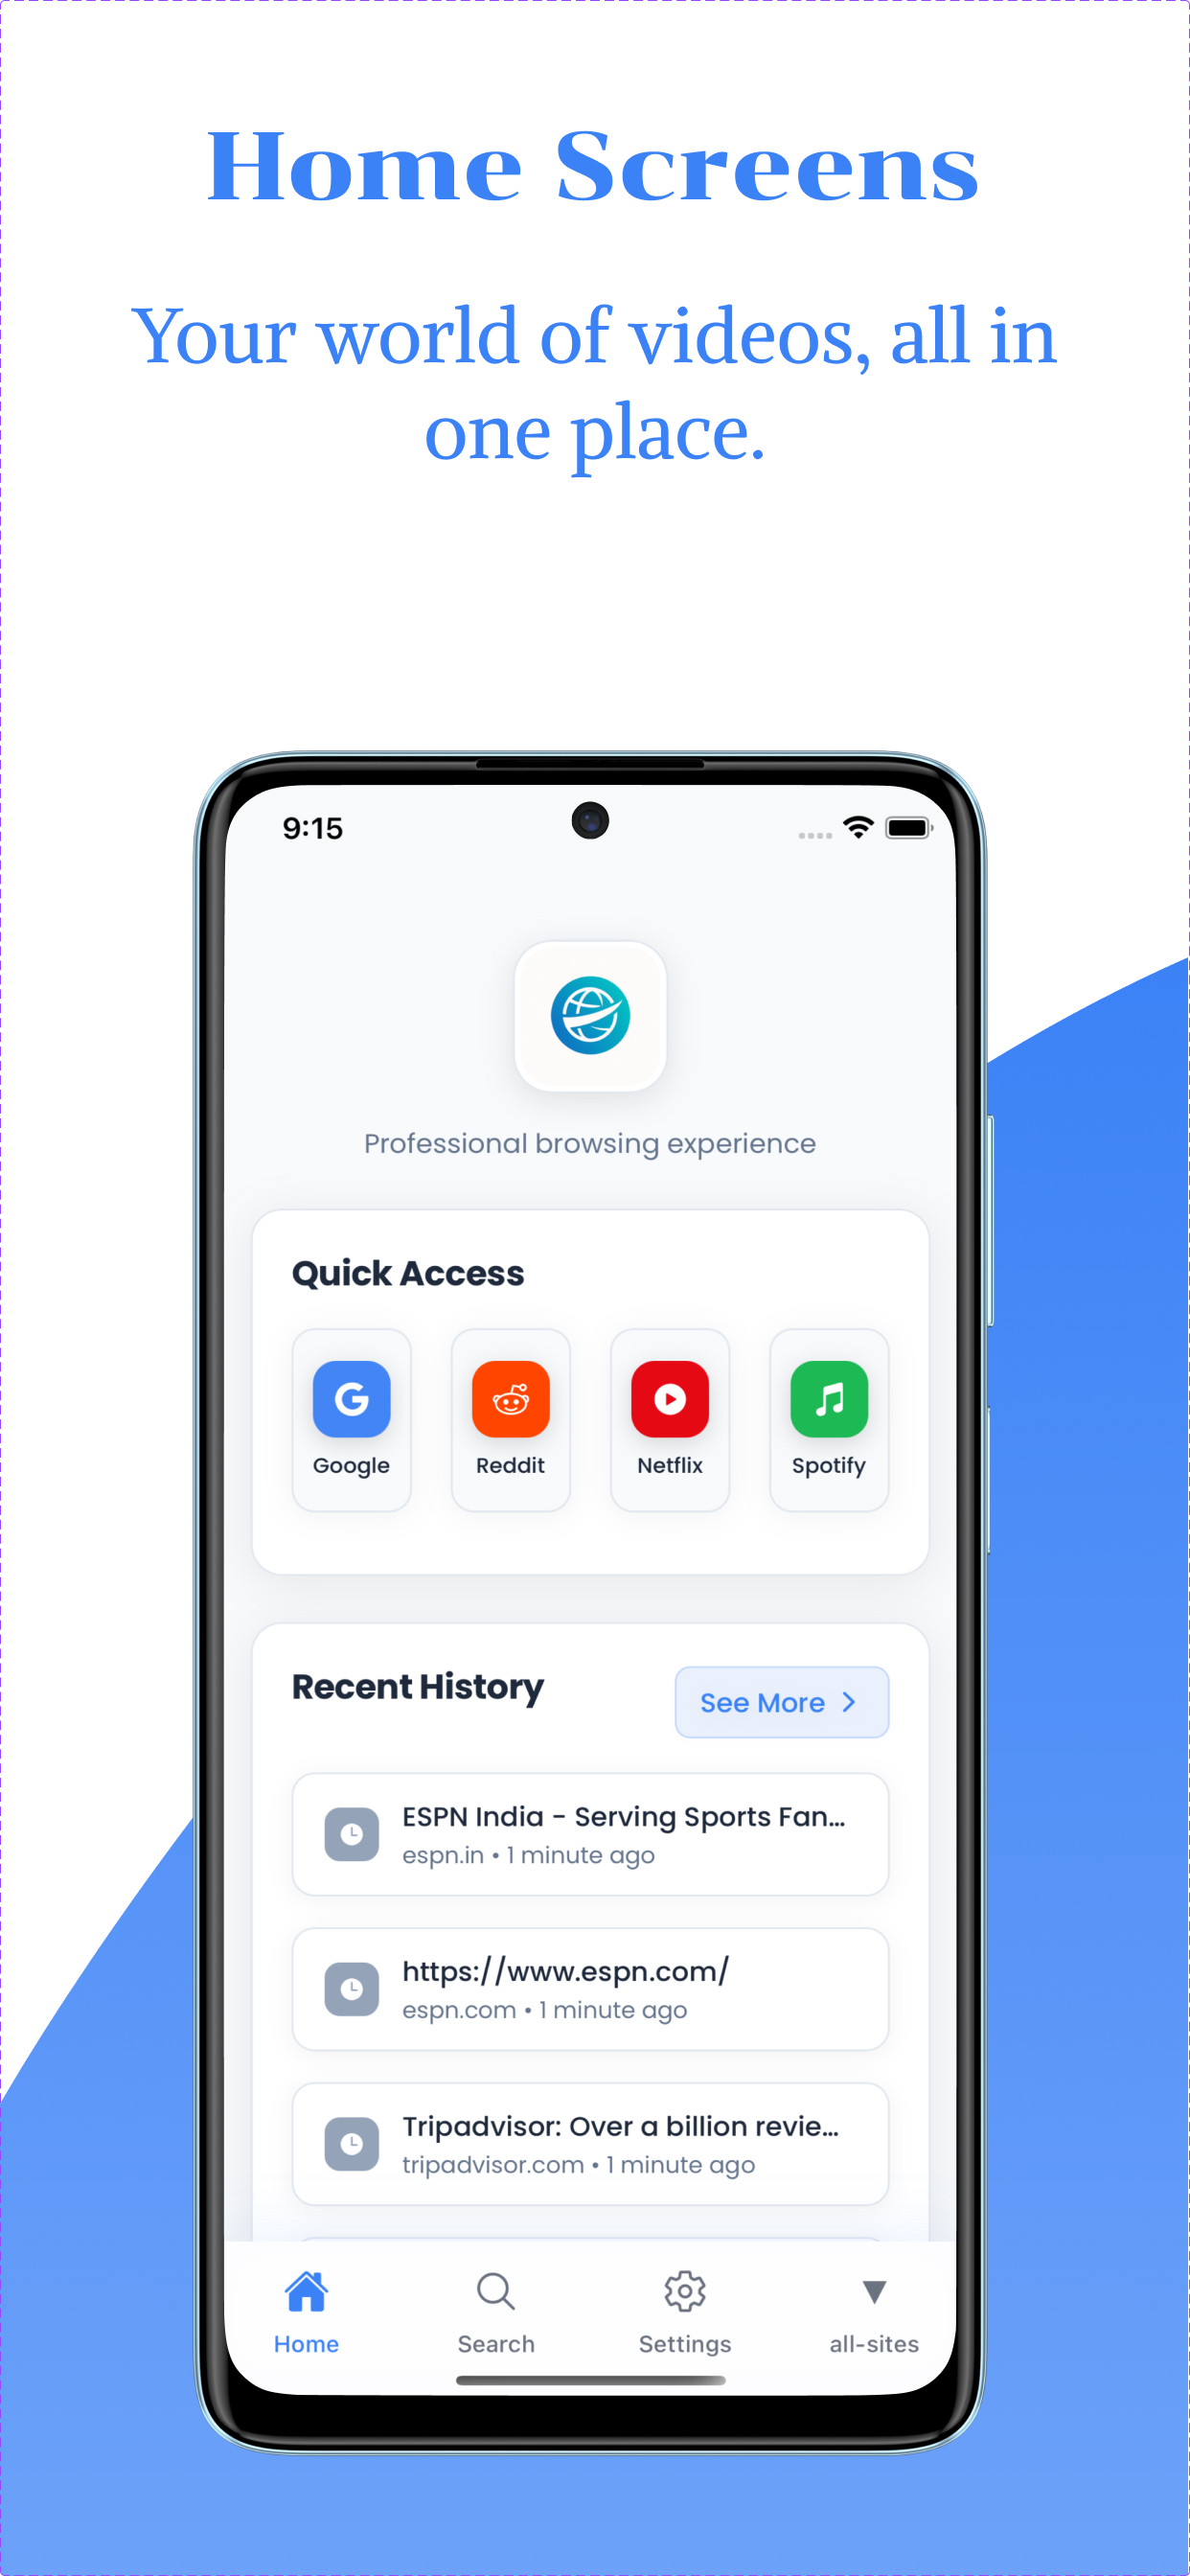 Home Screens
Your world of videos, all in
one place.
9:15
Professional browsing experience
Quick Access
Google
Reddit
Netflix
Spotify
Recent History
See More
ESPN India - Serving Sports Fan...
espn.in • 1 minute ago
https://www.espn.com/
espn.com • 1 minute ago
Tripadvisor: Over a billion revie...
tripadvisor.com • 1 minute ago
Home
Search
Settings
all-sites